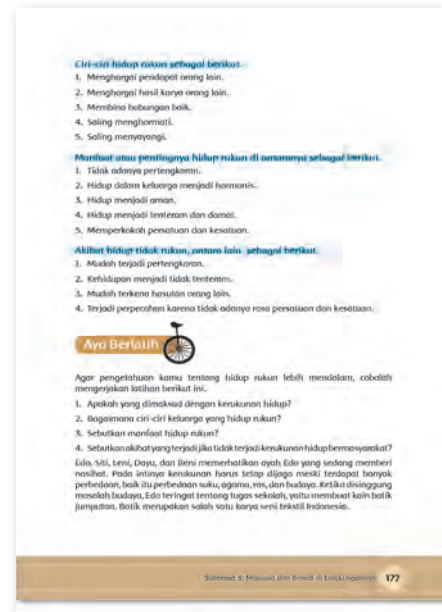 Ciri-ciri hidup rukun sebagai berikut.
1. Menghargai pendapat orang lain.
2. Menghargai hasil karya orang lain.
3. Membina hubungan baik.
4. Saling menghormati.
5. Saling menyayangi.
Manfaat atau pentingnya hidup rukun di antaranya sebagai berikut.
1. Tidak adanya pertengkaran.
2. Hidup dalam keluarga menjadi harmonis.
3. Hidup menjadi aman.
4. Hidup menjadi tenteram dan damai.
5. Memperkokoh persatuan dan kesatuan.
Akibat hidup tidak rukun, antara lain sebagai berikut.
1. Mudah terjadi pertengkaran.
2. Kehidupan menjadi tidak tenteram.
3. Mudah terkena hasutan orang lain.
4. Terjadi perpecahan karena tidak adanya rasa persatuan dan kesatuan.
Ayo Berlatih
Agar pengetahuan kamu tentang hidup rukun lebih mendalam, cobalah
mengerjakan latihan berikut ini.
1. Apakah yang dimaksud dengan kerukunan hidup?
2. Bagaimana ciri-ciri keluarga yang hidup rukun?
3. Sebutkan manfaat hidup rukun?
4. Sebutkan akibat yang terjadi jika tidak terjadi kerukunan hidup bermasyarakat?
Edo, Siti, Leni, Dayu, dan Beni memerhatikan ayah Edo yang sedang memberi
nasihat. Pada intinya kerukunan harus tetap dijaga meski terdapat banyak
perbedaan, baik itu perbedaan suku, agama, ras, dan budaya. Ketika disinggung
masalah budaya, Edo teringat tentang tugas sekolah, yaitu membuat kain batik
jumputan. Batik merupakan salah satu karya seni tekstil Indonesia.
Subtema 3: Manusia dan Benda di Lingkungannya 177